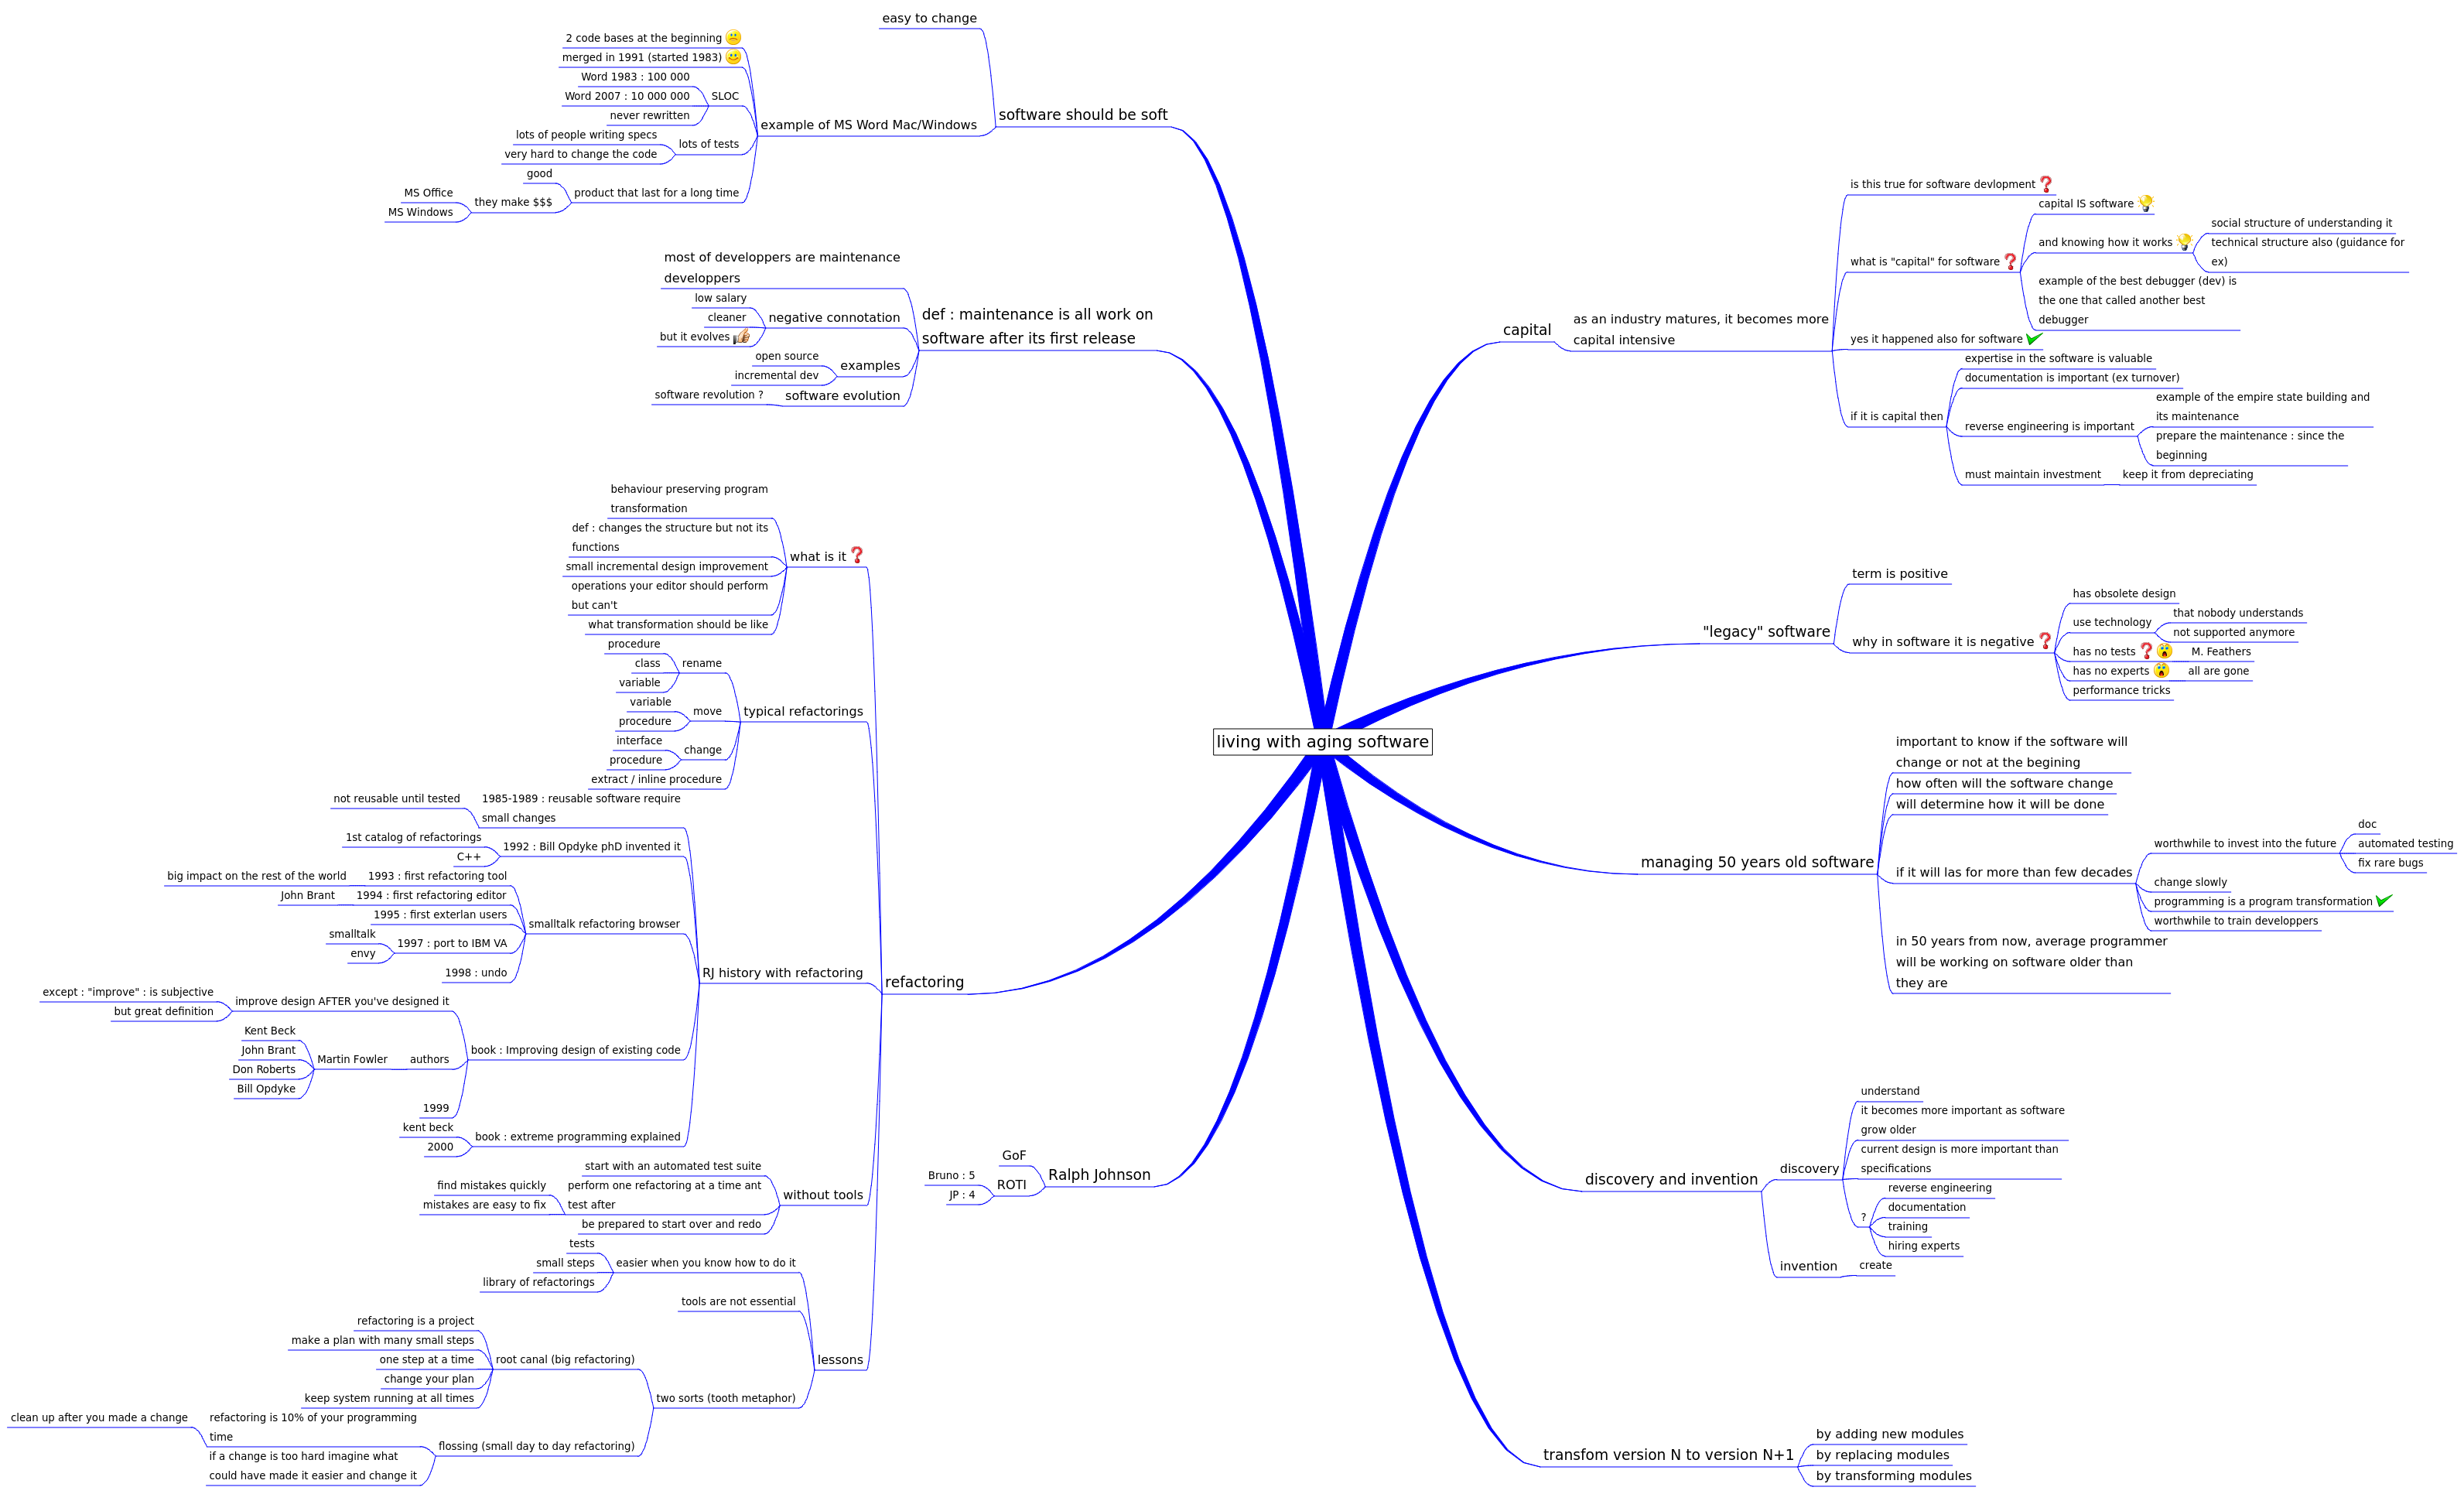 living with aging software
software should be soft
easy to change
example of MS Word Mac/Windows
2 code bases at the beginning
merged in 1991 (started 1983)
SLOC
Word 1983 : 100 000
Word 2007 : 10 000 000
never rewritten
lots of tests
lots of people writing specs
very hard to change the code
product that last for a long time
good
they make $$$
MS Office
MS Windows
def : maintenance is all work on
software after its first release
most of developpers are maintenance
developpers
negative connotation
low salary
cleaner
but it evolves
examples
open source
incremental dev
software evolution
software revolution ?
refactoring
what is it
behaviour preserving program
transformation
def : changes the structure but not its
functions
small incremental design improvement
operations your editor should perform
but can't
what transformation should be like
typical refactorings
rename
procedure
class
variable
move
variable
procedure
change
interface
procedure
extract / inline procedure
RJ history with refactoring
1985-1989 : reusable software require
small changes
not reusable until tested
1992 : Bill Opdyke phD invented it
1st catalog of refactorings
C++
smalltalk refactoring browser
1993 : first refactoring tool
big impact on the rest of the world
1994 : first refactoring editor
John Brant
1995 : first exterlan users
1997 : port to IBM VA
smalltalk
envy
1998 : undo
book : Improving design of existing code
improve design AFTER you've designed it
except : "improve" : is subjective
but great definition
authors
Martin Fowler
Kent Beck
John Brant
Don Roberts
Bill Opdyke
1999
book : extreme programming explained
kent beck
2000
without tools
start with an automated test suite
perform one refactoring at a time ant
test after
find mistakes quickly
mistakes are easy to fix
be prepared to start over and redo
lessons
easier when you know how to do it
tests
small steps
library of refactorings
tools are not essential
two sorts (tooth metaphor)
root canal (big refactoring)
refactoring is a project
make a plan with many small steps
one step at a time
change your plan
keep system running at all times
flossing (small day to day refactoring)
refactoring is 10% of your programming
time
clean up after you made a change
if a change is too hard imagine what
could have made it easier and change it
Ralph Johnson
GoF
ROTI
Bruno : 5
JP : 4
capital
as an industry matures, it becomes more
capital intensive
is this true for software devlopment
what is "capital" for software
capital IS software
and knowing how it works
social structure of understanding it
technical structure also (guidance for
ex)
example of the best debugger (dev) is
the one that called another best
debugger
yes it happened also for software
if it is capital then
expertise in the software is valuable
documentation is important (ex turnover)
reverse engineering is important
example of the empire state building and
its maintenance
prepare the maintenance : since the
beginning
must maintain investment
keep it from depreciating
"legacy" software
term is positive
why in software it is negative
has obsolete design
use technology
that nobody understands
not supported anymore
has no tests
M. Feathers
has no experts
all are gone
performance tricks
managing 50 years old software
important to know if the software will
change or not at the begining
how often will the software change
will determine how it will be done
if it will las for more than few decades
worthwhile to invest into the future
doc
automated testing
fix rare bugs
change slowly
programming is a program transformation
worthwhile to train developpers
in 50 years from now, average programmer
will be working on software older than
they are
discovery and invention
discovery
understand
it becomes more important as software
grow older
current design is more important than
specifications
?
reverse engineering
documentation
training
hiring experts
invention
create
transfom version N to version N+1
by adding new modules
by replacing modules
by transforming modules